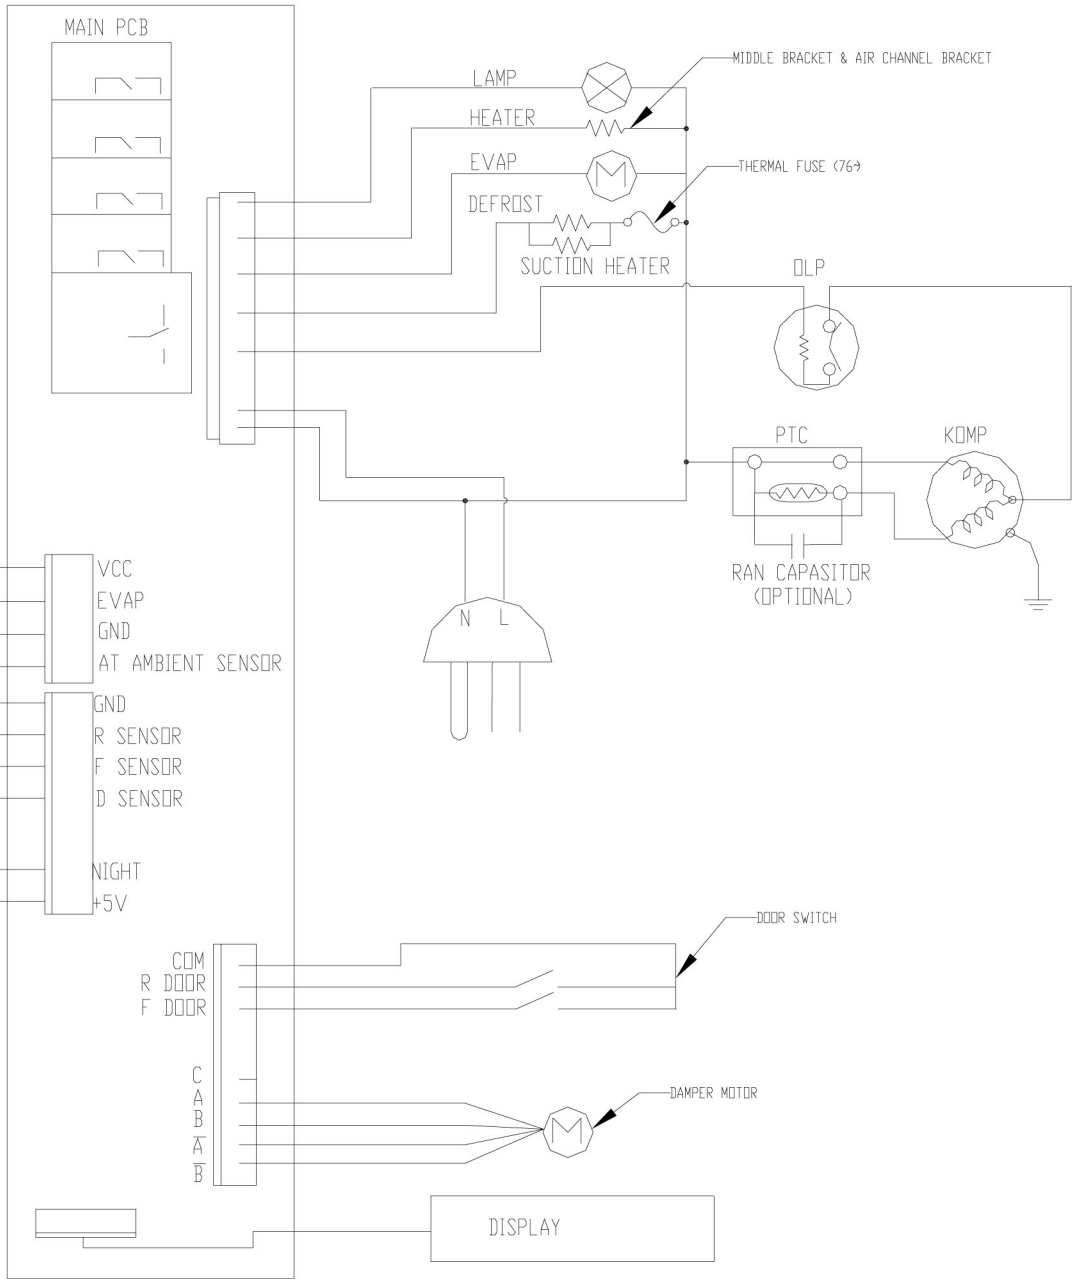 MAIN PCB
MIDDLE BRACKET & AIR CHANNEL BRACKET
LAMP
HEATER
EVAP
THERMAL FUSE (76°)
DEFROST
SUCTION HEATER
OLP
PTC
KOMP
VCC
EVAP
GND
AT AMBIENT SENSOR
RAN CAPASITOR
(OPTIONAL)
N L
GND
R SENSOR
F SENSOR
D SENSOR
NIGHT
+5V
DOOR SWITCH
COM
R DOOR
F DOOR
C
A
B
A̅
B̅
M
M
DAMPER MOTOR
DISPLAY